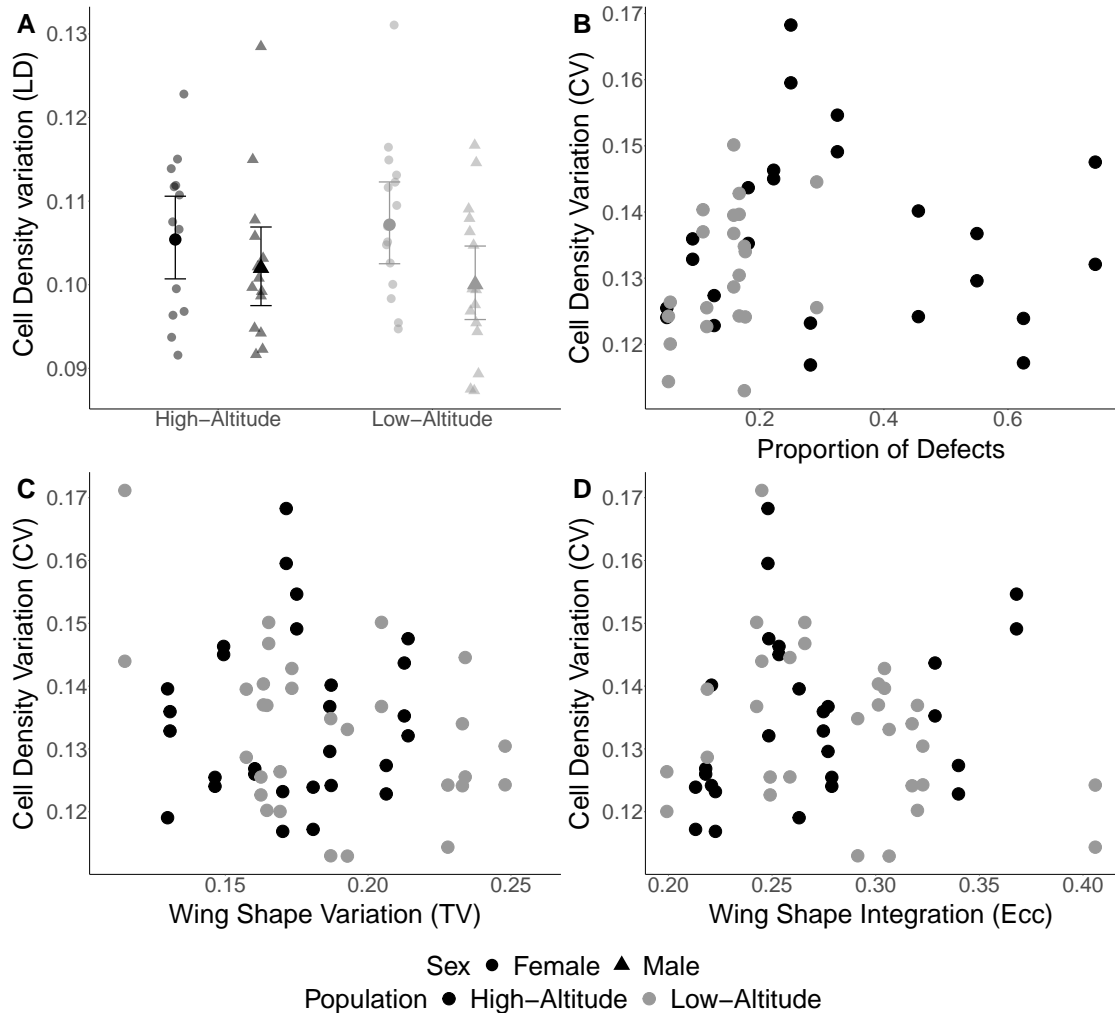 A
B
Cell Density variation (LD)
0.13
0.12
0.11
0.10
0.09
High−Altitude
Low−Altitude
Cell Density Variation (CV)
0.17
0.16
0.15
0.14
0.13
0.12
0.2
0.4
0.6
Proportion of Defects
C
D
Cell Density Variation (CV)
0.17
0.16
0.15
0.14
0.13
0.12
0.15
0.20
0.25
Wing Shape Variation (TV)
Cell Density Variation (CV)
0.17
0.16
0.15
0.14
0.13
0.12
0.20
0.25
0.30
0.35
0.40
Wing Shape Integration (Ecc)
Sex Female Male
Population High−Altitude Low−Altitude